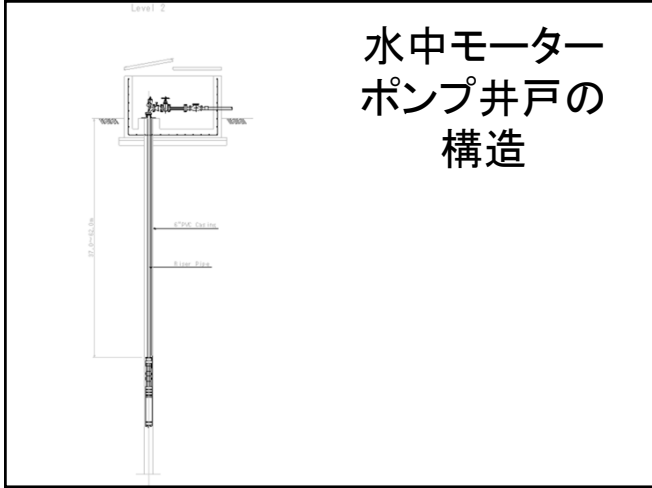 Level 2
水中モーター
ポンプ井戸の
構造
6"PVC Casing
Riser Pipe